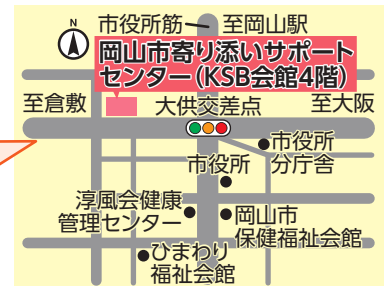 N
市役所筋 至岡山駅
岡山市寄り添いサポート
センター(KSB会館4階)
至倉敷 大供交差点 至大阪
市役所
分庁舎
市役所
淳風会健康
管理センター
岡山市
保健福祉会館
ひまわり
福祉会館